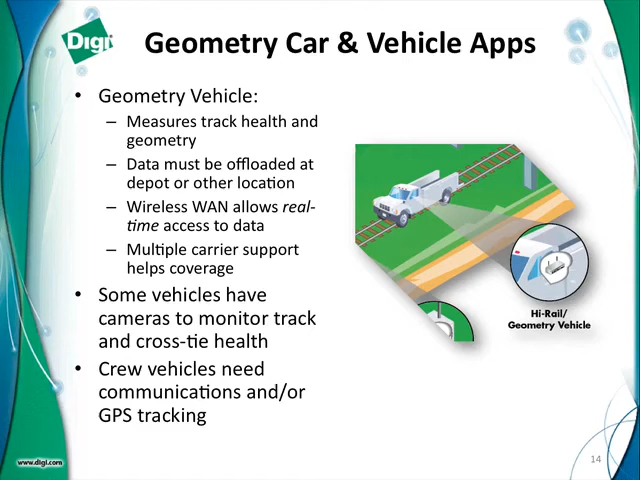 Digi
Geometry Car & Vehicle Apps
• Geometry Vehicle:
– Measures track health and
geometry
– Data must be offloaded at
depot or other location
– Wireless WAN allows real-
time access to data
– Multiple carrier support
helps coverage
• Some vehicles have
cameras to monitor track
and cross-tie health
• Crew vehicles need
communications and/or
GPS tracking
Hi-Rail/
Geometry Vehicle
www.digi.com
14